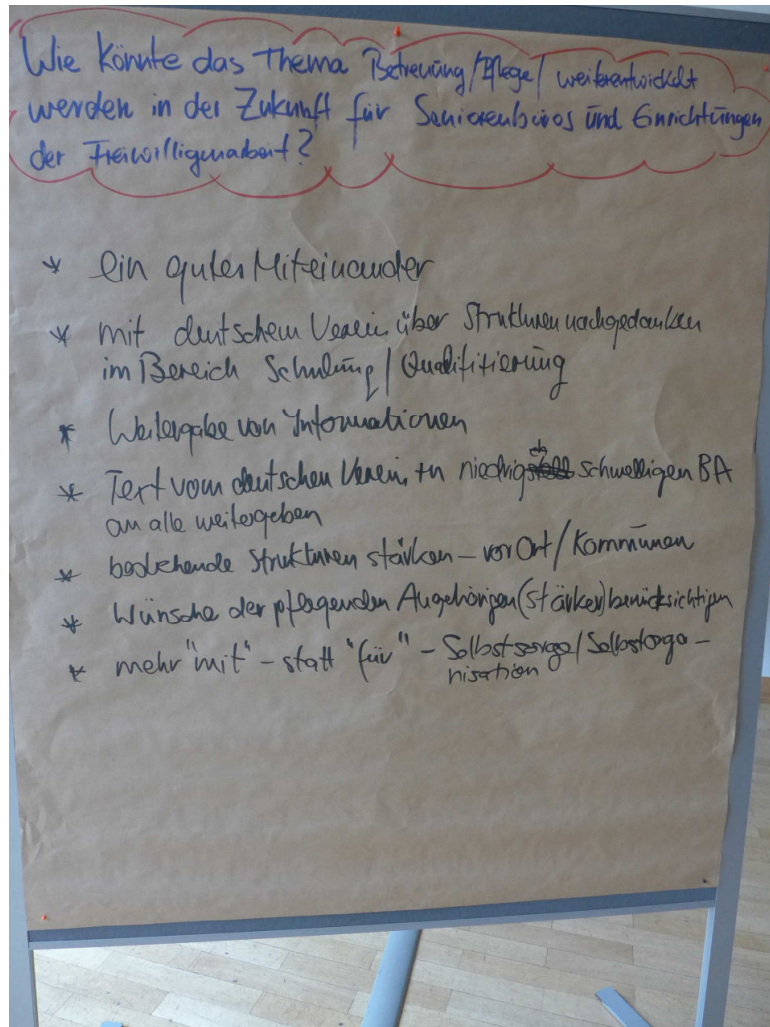 Wie könnte das Thema Betreuung/Pflege/ weiterentwickelt
werden in der Zukunft für Seniorenbüros und Einrichtungen
der Freiwilligenarbeit?
* ein gutes Miteinander
* mit deutschem Verein über Strukturen nachgedanken
im Bereich Schulung/Qualifizierung
* Weitergabe von Informationen
* Text vom deutschen Verein niedrigschwelligen BA
an alle weitergeben
* bestehende Strukturen stärken – vor Ort/Kommunen
* Wünsche der pflegenden Angehörigen (stärker) berücksichtigen
* mehr "mit" – statt "für" – Selbstsorge/Selbstorga-
nisation